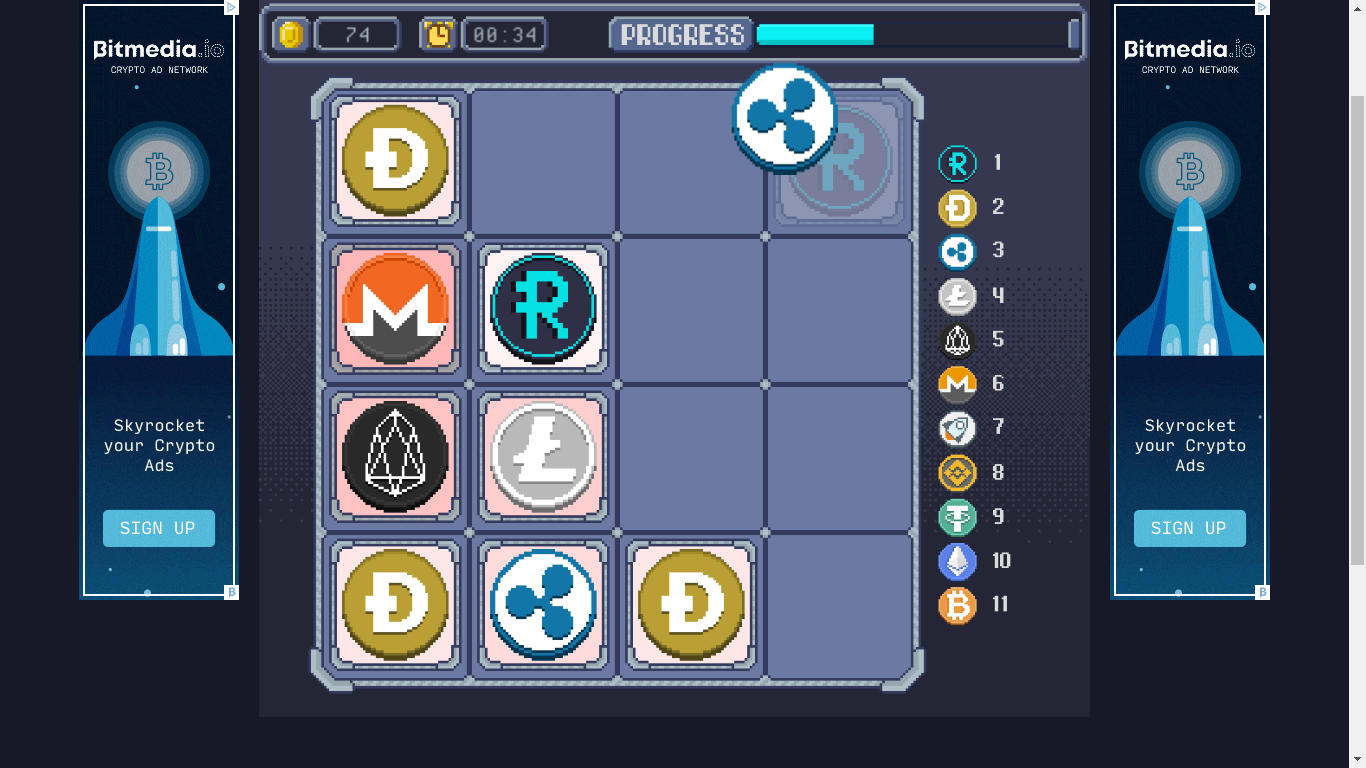 Bitmedia.io
CRYPTO AD NETWORK
Skyrocket
your Crypto
Ads
SIGN UP
74
00:34
PROGRESS
1
2
3
4
5
6
7
8
9
10
11
Bitmedia.io
CRYPTO AD NETWORK
Skyrocket
your Crypto
Ads
SIGN UP